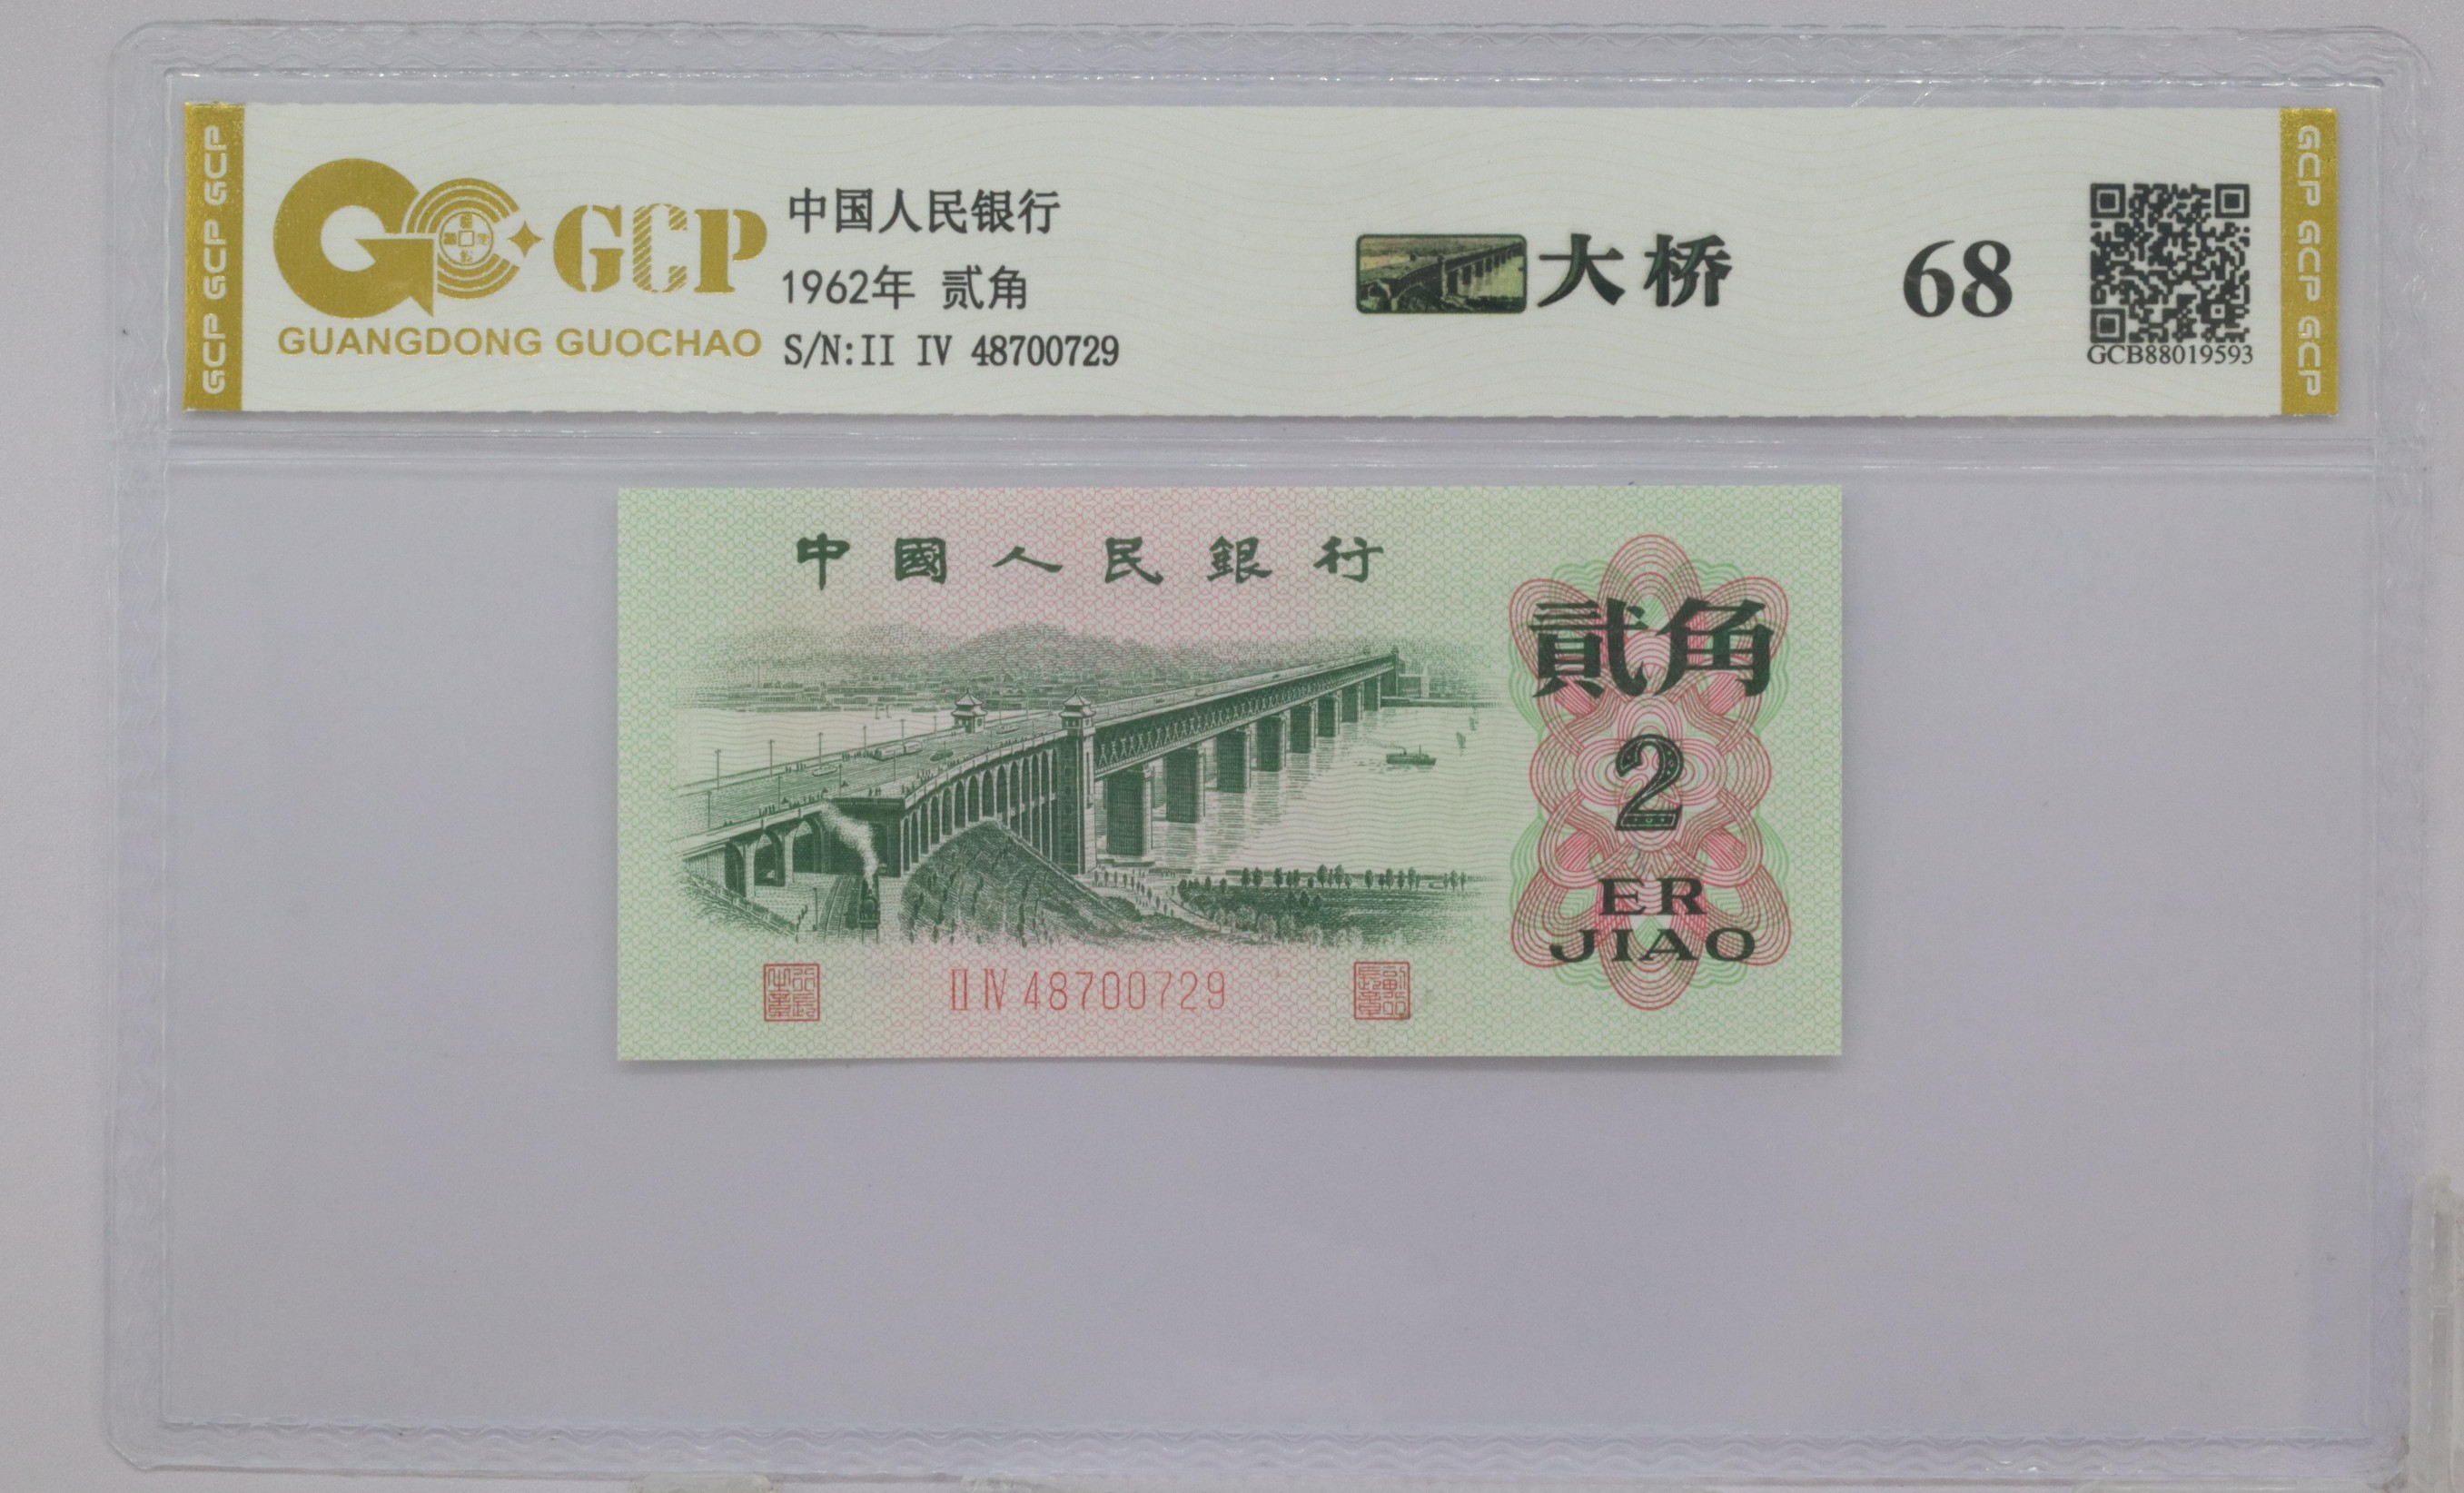 GCP GCP GCP
GCP
GUANGDONG GUOCHAO
中国人民银行
1962年 贰角
S/N:II IV 48700729
大桥
68
GCB88019593
GCP GCP GCP
中國人民銀行
貳角
2
ER
JIAO
II IV 48700729